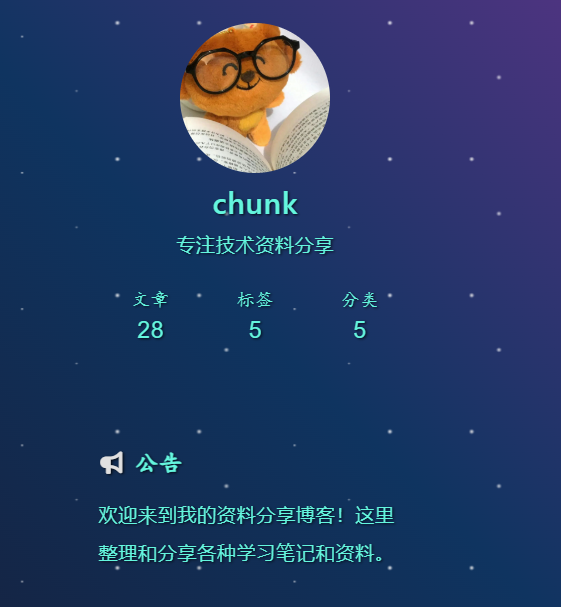 chunk
专注技术资料分享
文章 标签 分类
28 5 5
公告
欢迎来到我的资料分享博客！这里
整理和分享各种学习笔记和资料。